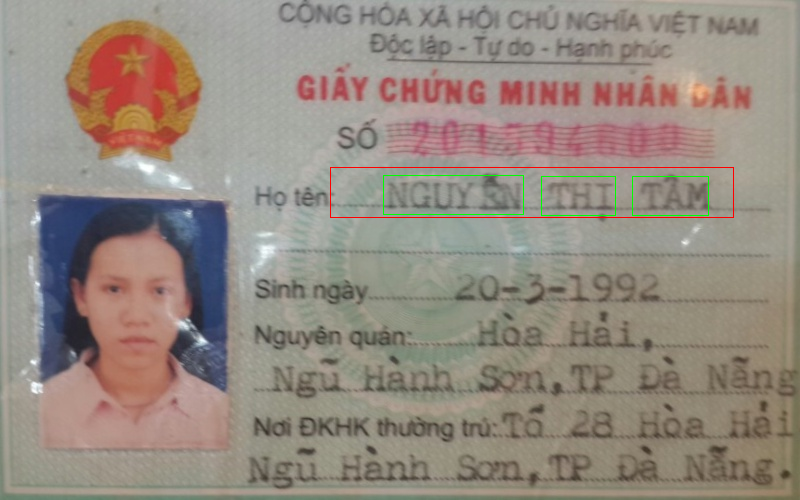 CỘNG HÒA XÃ HỘI CHỦ NGHĨA VIỆT NAM
Độc lập - Tự do - Hạnh phúc
GIẤY CHỨNG MINH NHÂN DÂN
SỐ
Họ tên: NGUYỄN THỊ TÂM
Sinh ngày 20-3-1992
Nguyên quán: Hòa Hải,
Ngũ Hành Sơn, TP Đà Nẵng
Nơi ĐKHK thường trú: Tổ 28 Hòa Hải
Ngũ Hành Sơn, TP Đà Nẵng.